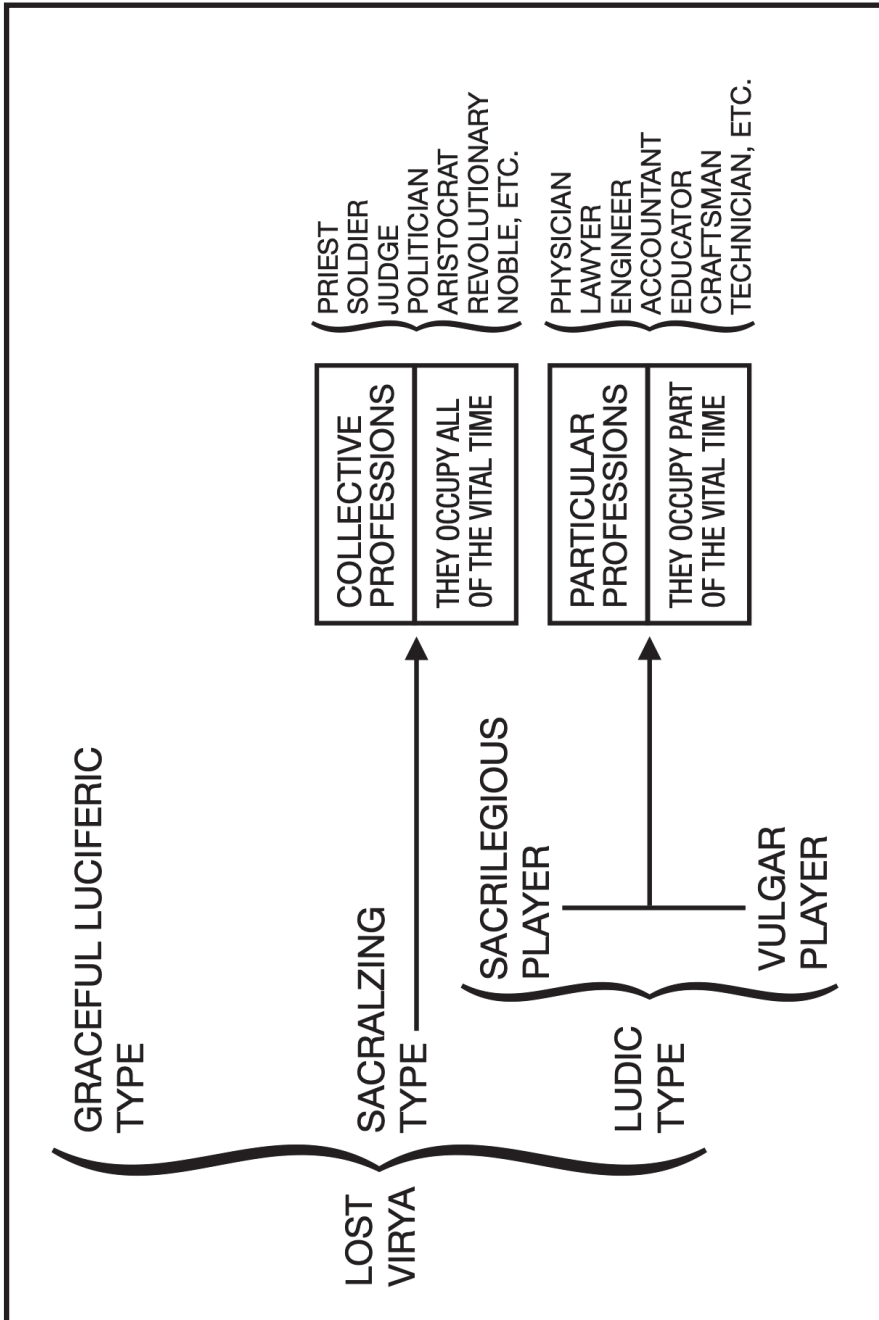 LOST
VIRYA
GRACEFUL LUCIFERIC
TYPE
SACRALZING
TYPE
LUDIC
TYPE
SACRILEGIOUS
PLAYER
VULGAR
PLAYER
COLLECTIVE
PROFESSIONS
THEY OCCUPY ALL
OF THE VITAL TIME
PRIEST
SOLDIER
JUDGE
POLITICIAN
ARISTOCRAT
REVOLUTIONARY
NOBLE, ETC.
PARTICULAR
PROFESSIONS
THEY OCCUPY PART
OF THE VITAL TIME
PHYSICIAN
LAWYER
ENGINEER
ACCOUNTANT
EDUCATOR
CRAFTSMAN
TECHNICIAN, ETC.